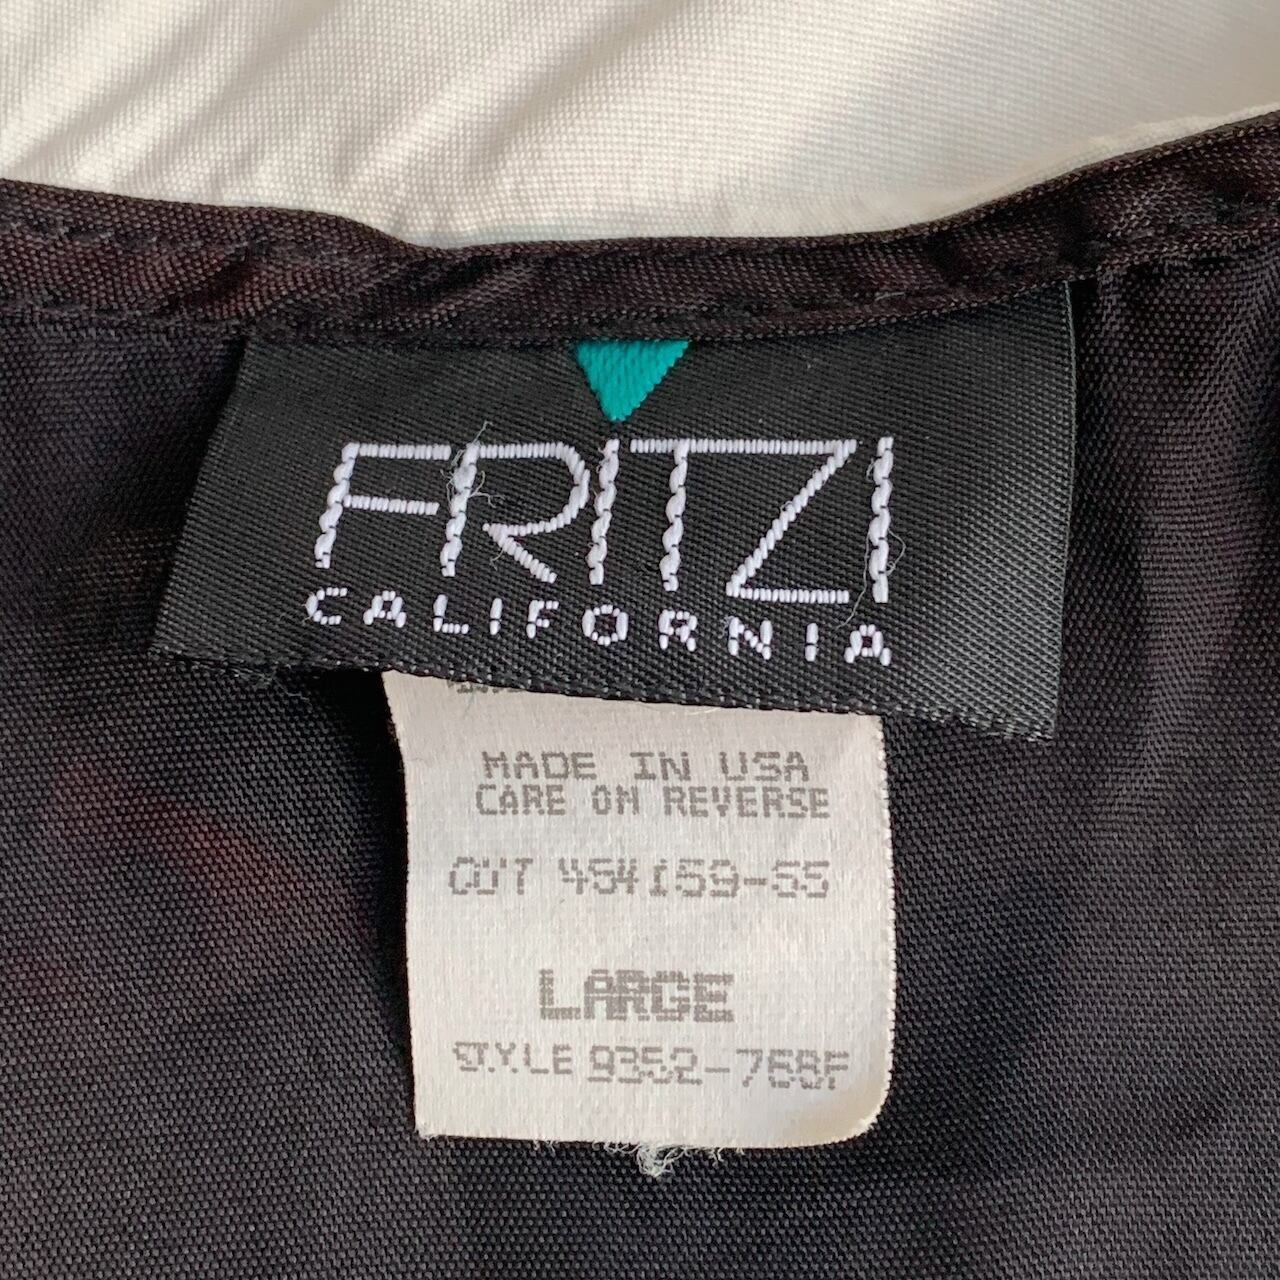 FRITZI
CALIFORNIA
MADE IN USA
CARE ON REVERSE
CUT 454159-55
LARGE
STYLE 9352-768F